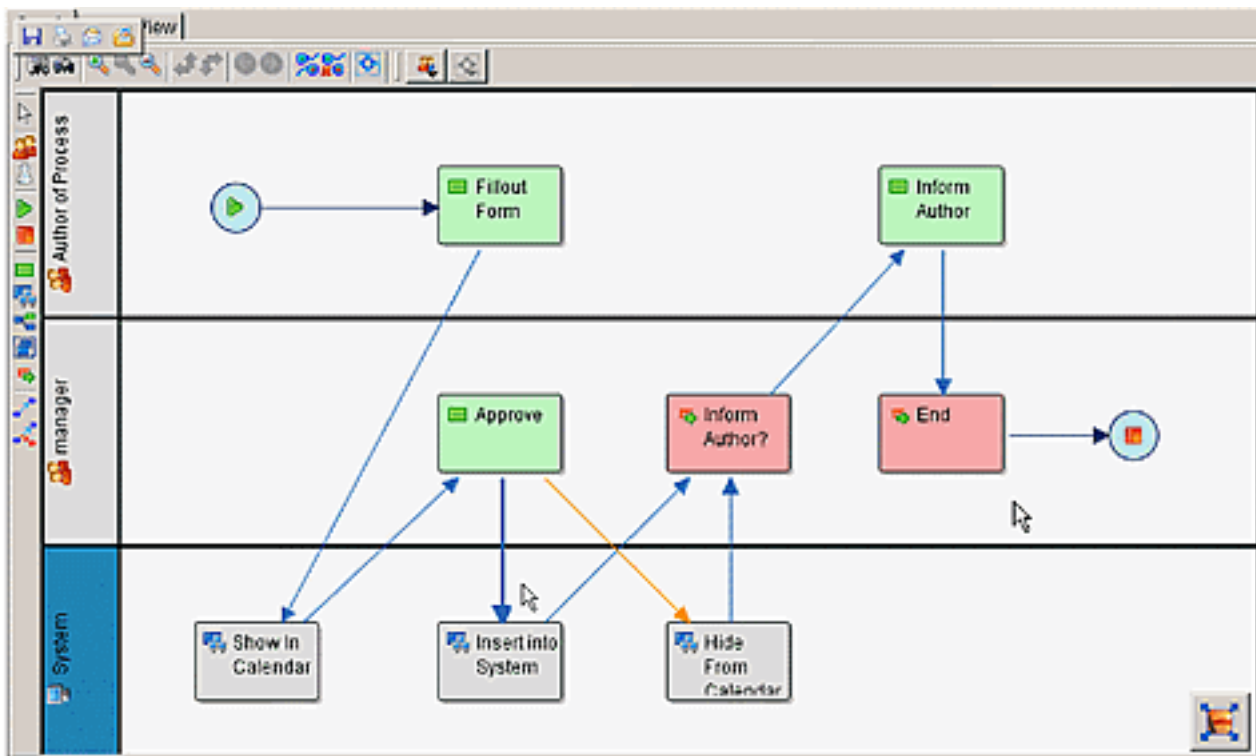 View
Author of Process
Fillout
Form
Inform
Author
manager
Approve
Inform
Author?
End
System
Show In
Calendar
Insert into
System
Hide
From
Calendar